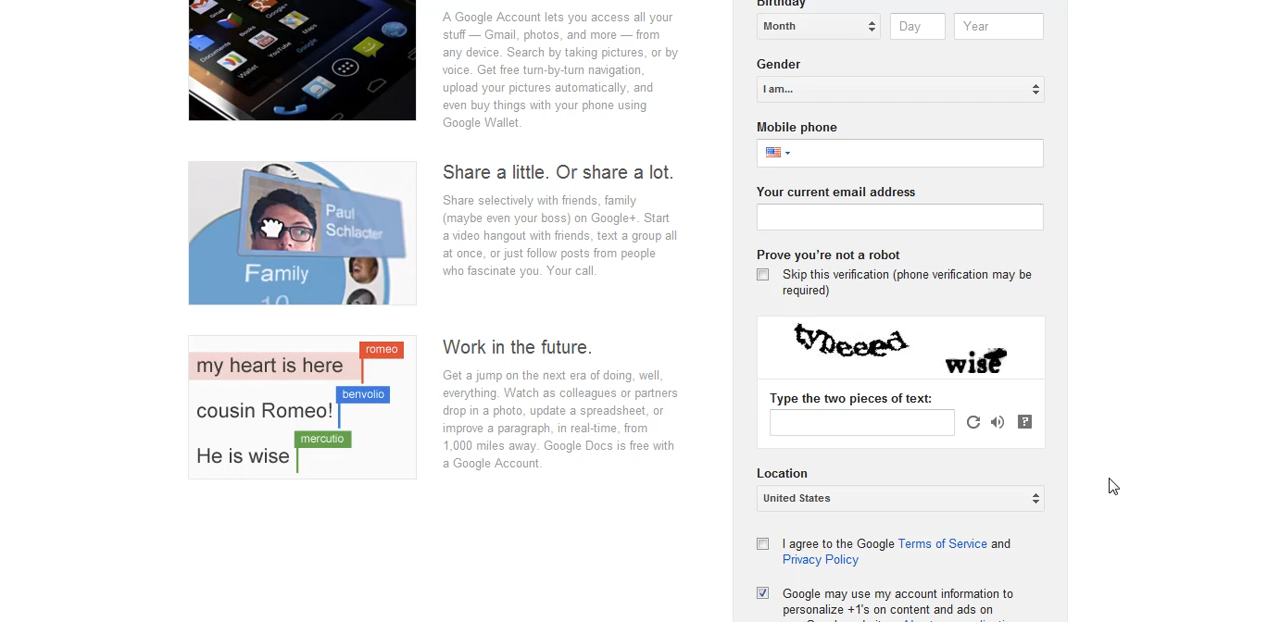 A Google Account lets you access all your
stuff — Gmail, photos, and more — from
any device. Search by taking pictures, or by
voice. Get free turn-by-turn navigation,
upload your pictures automatically, and
even buy things with your phone using
Google Wallet.
Books
YouTube
Maps
Wallet
Google
Paul
Schlacter
Family
10
Share a little. Or share a lot.
Share selectively with friends, family
(maybe even your boss) on Google+. Start
a video hangout with friends, text a group all
at once, or just follow posts from people
who fascinate you. Your call.
romeo
my heart is here
benvolio
cousin Romeo!
mercutio
He is wise
Work in the future.
Get a jump on the next era of doing, well,
everything. Watch as colleagues or partners
drop in a photo, update a spreadsheet, or
improve a paragraph, in real-time, from
1,000 miles away. Google Docs is free with
a Google Account.
Birthday
Month Day Year
Gender
I am...
Mobile phone
Your current email address
Prove you're not a robot
Skip this verification (phone verification may be
required)
Type the two pieces of text:
?
Location
United States
I agree to the Google Terms of Service and
Privacy Policy
Google may use my account information to
personalize +1's on content and ads on